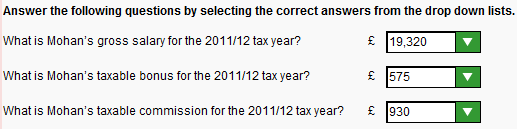 Answer the following questions by selecting the correct answers from the drop down lists.
What is Mohan's gross salary for the 2011/12 tax year? £ 19,320
What is Mohan's taxable bonus for the 2011/12 tax year? £ 575
What is Mohan's taxable commission for the 2011/12 tax year? £ 930